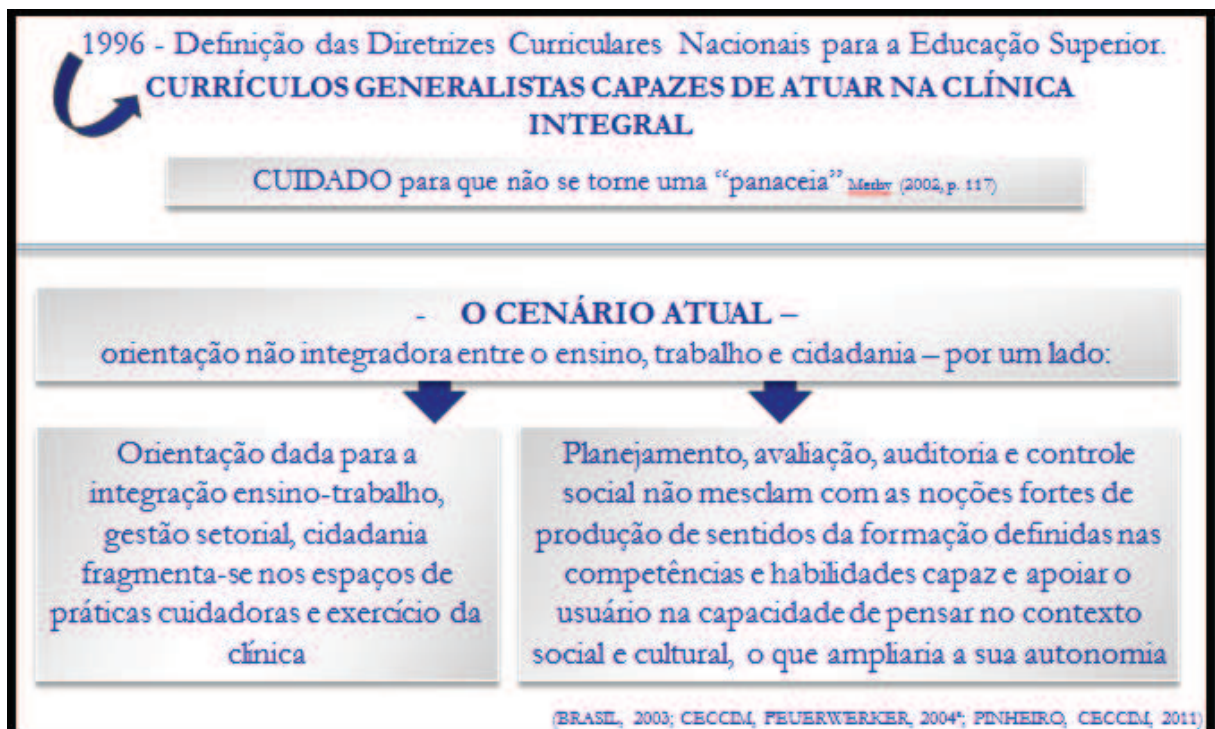 1996 - Definição das Diretrizes Curriculares Nacionais para a Educação Superior.
CURRÍCULOS GENERALISTAS CAPAZES DE ATUAR NA CLÍNICA
INTEGRAL
CUIDADO para que não se torne uma “panaceia” Merhy (2002, p. 117)
- O CENÁRIO ATUAL –
orientação não integradora entre o ensino, trabalho e cidadania – por um lado:
Orientação dada para a
integração ensino-trabalho,
gestão setorial, cidadania
fragmenta-se nos espaços de
práticas cuidadoras e exercício da
clínica
Planejamento, avaliação, auditoria e controle
social não mesclam com as noções fortes de
produção de sentidos da formação definidas nas
competências e habilidades capaz e apoiar o
usuário na capacidade de pensar no contexto
social e cultural, o que ampliaria a sua autonomia
(BRASIL, 2003; CECCIM, FEUERWERKER, 2004ª; PINHEIRO, CECCIM, 2011)